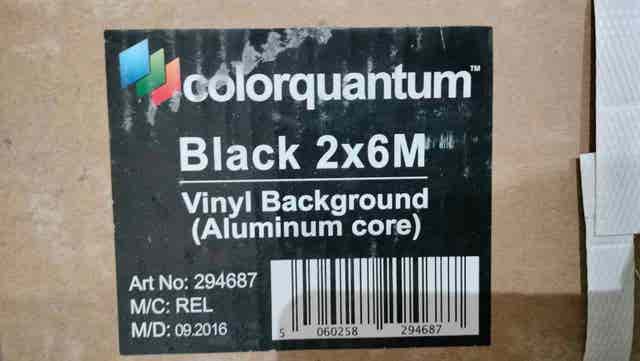 colorquantum™
Black 2x6M
Vinyl Background
(Aluminum core)
Art No: 294687
M/C: REL
M/D: 09.2016
5 060258 294687